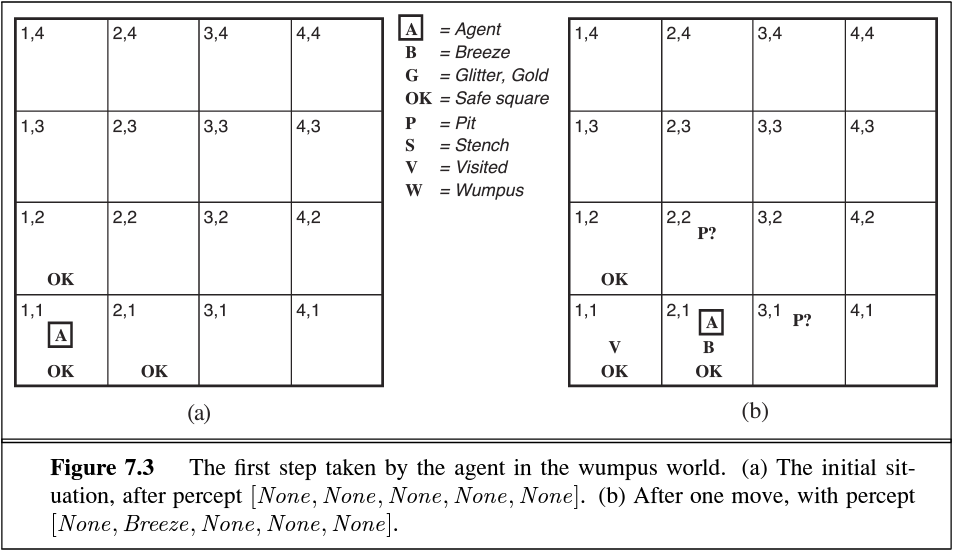 1,4 2,4 3,4 4,4
1,3 2,3 3,3 4,3
1,2 2,2 3,2 4,2
OK
1,1 2,1 3,1 4,1
A
OK OK
(a)
A = Agent
B = Breeze
G = Glitter, Gold
OK = Safe square
P = Pit
S = Stench
V = Visited
W = Wumpus
1,4 2,4 3,4 4,4
1,3 2,3 3,3 4,3
1,2 2,2 3,2 4,2
P?
OK
1,1 2,1 3,1 4,1
A P?
V B
OK OK
(b)
Figure 7.3 The first step taken by the agent in the wumpus world. (a) The initial sit-
uation, after percept [None, None, None, None, None]. (b) After one move, with percept
[None, Breeze, None, None, None].